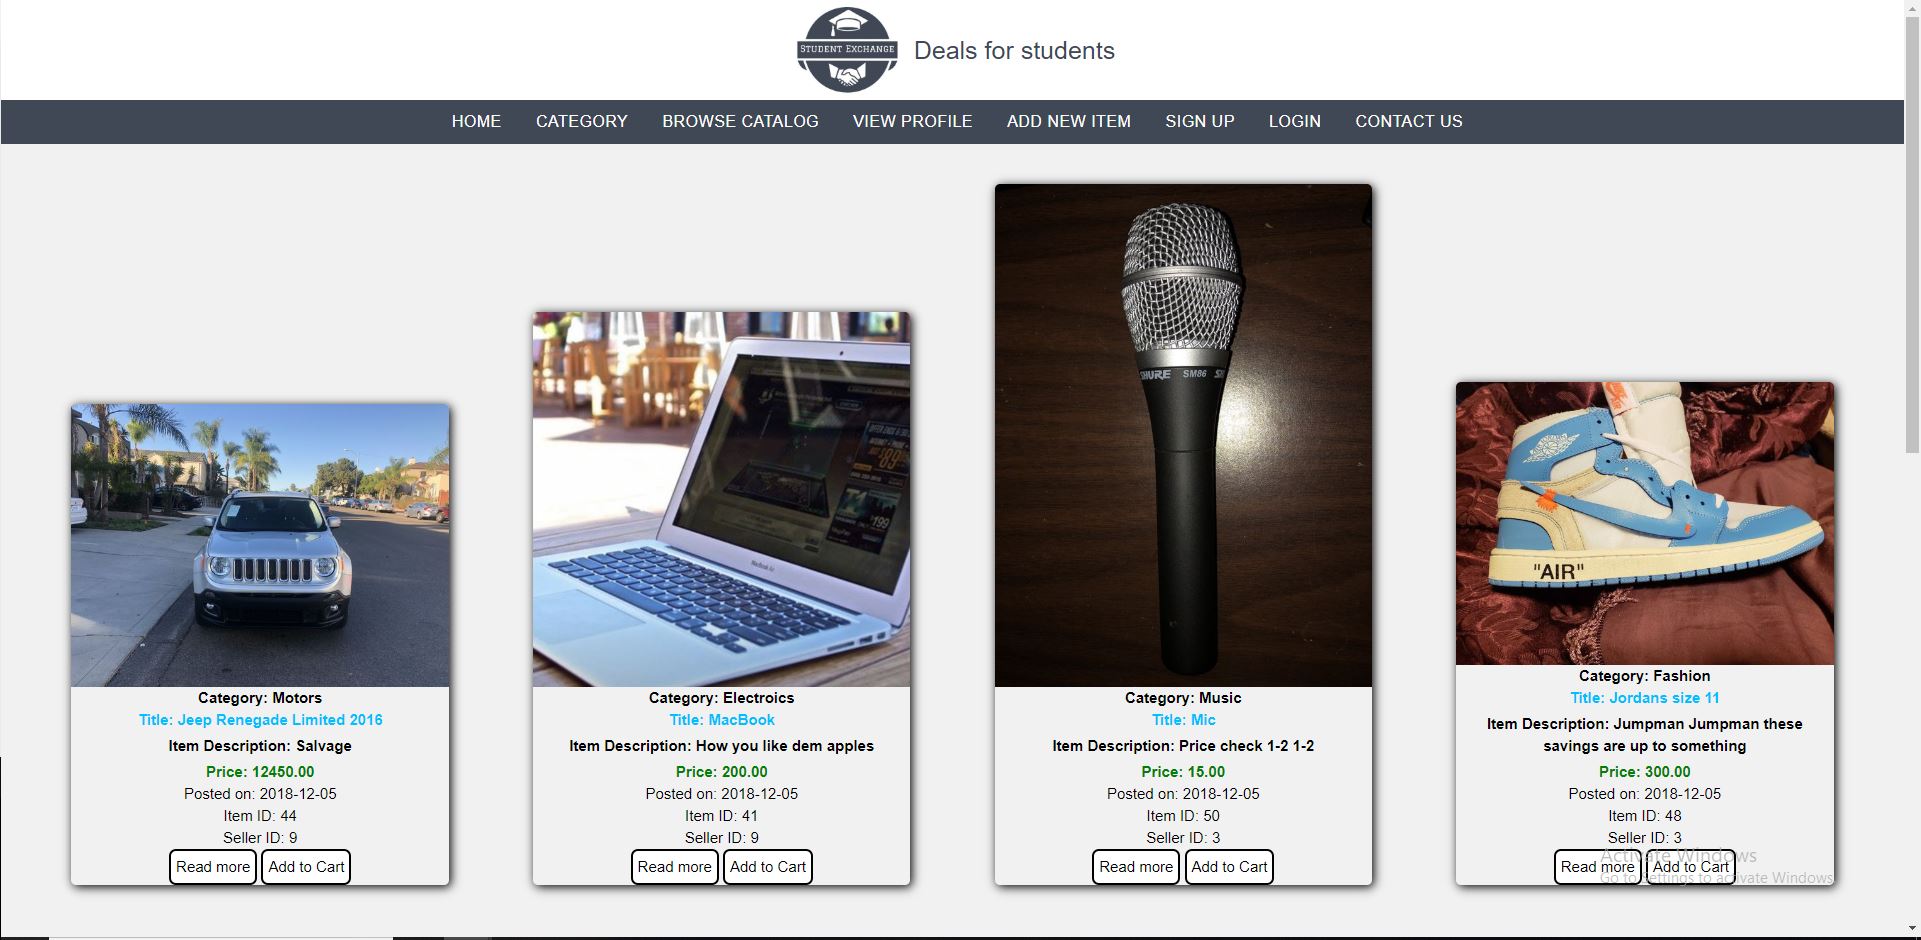 STUDENT EXCHANGE
Deals for students
HOME CATEGORY BROWSE CATALOG VIEW PROFILE ADD NEW ITEM SIGN UP LOGIN CONTACT US
MacBook Air
$199
Category: Motors
Title: Jeep Renegade Limited 2016
Item Description: Salvage
Price: 12450.00
Posted on: 2018-12-05
Item ID: 44
Seller ID: 9
Read more Add to Cart
Category: Electroics
Title: MacBook
Item Description: How you like dem apples
Price: 200.00
Posted on: 2018-12-05
Item ID: 41
Seller ID: 9
Read more Add to Cart
SHURE SM86
Category: Music
Title: Mic
Item Description: Price check 1-2 1-2
Price: 15.00
Posted on: 2018-12-05
Item ID: 50
Seller ID: 3
Read more Add to Cart
"AIR"
Category: Fashion
Title: Jordans size 11
Item Description: Jumpman Jumpman these
savings are up to something
Price: 300.00
Posted on: 2018-12-05
Item ID: 48
Seller ID: 3
Read more Add to Cart
Activate Windows
Go to Settings to activate Windows